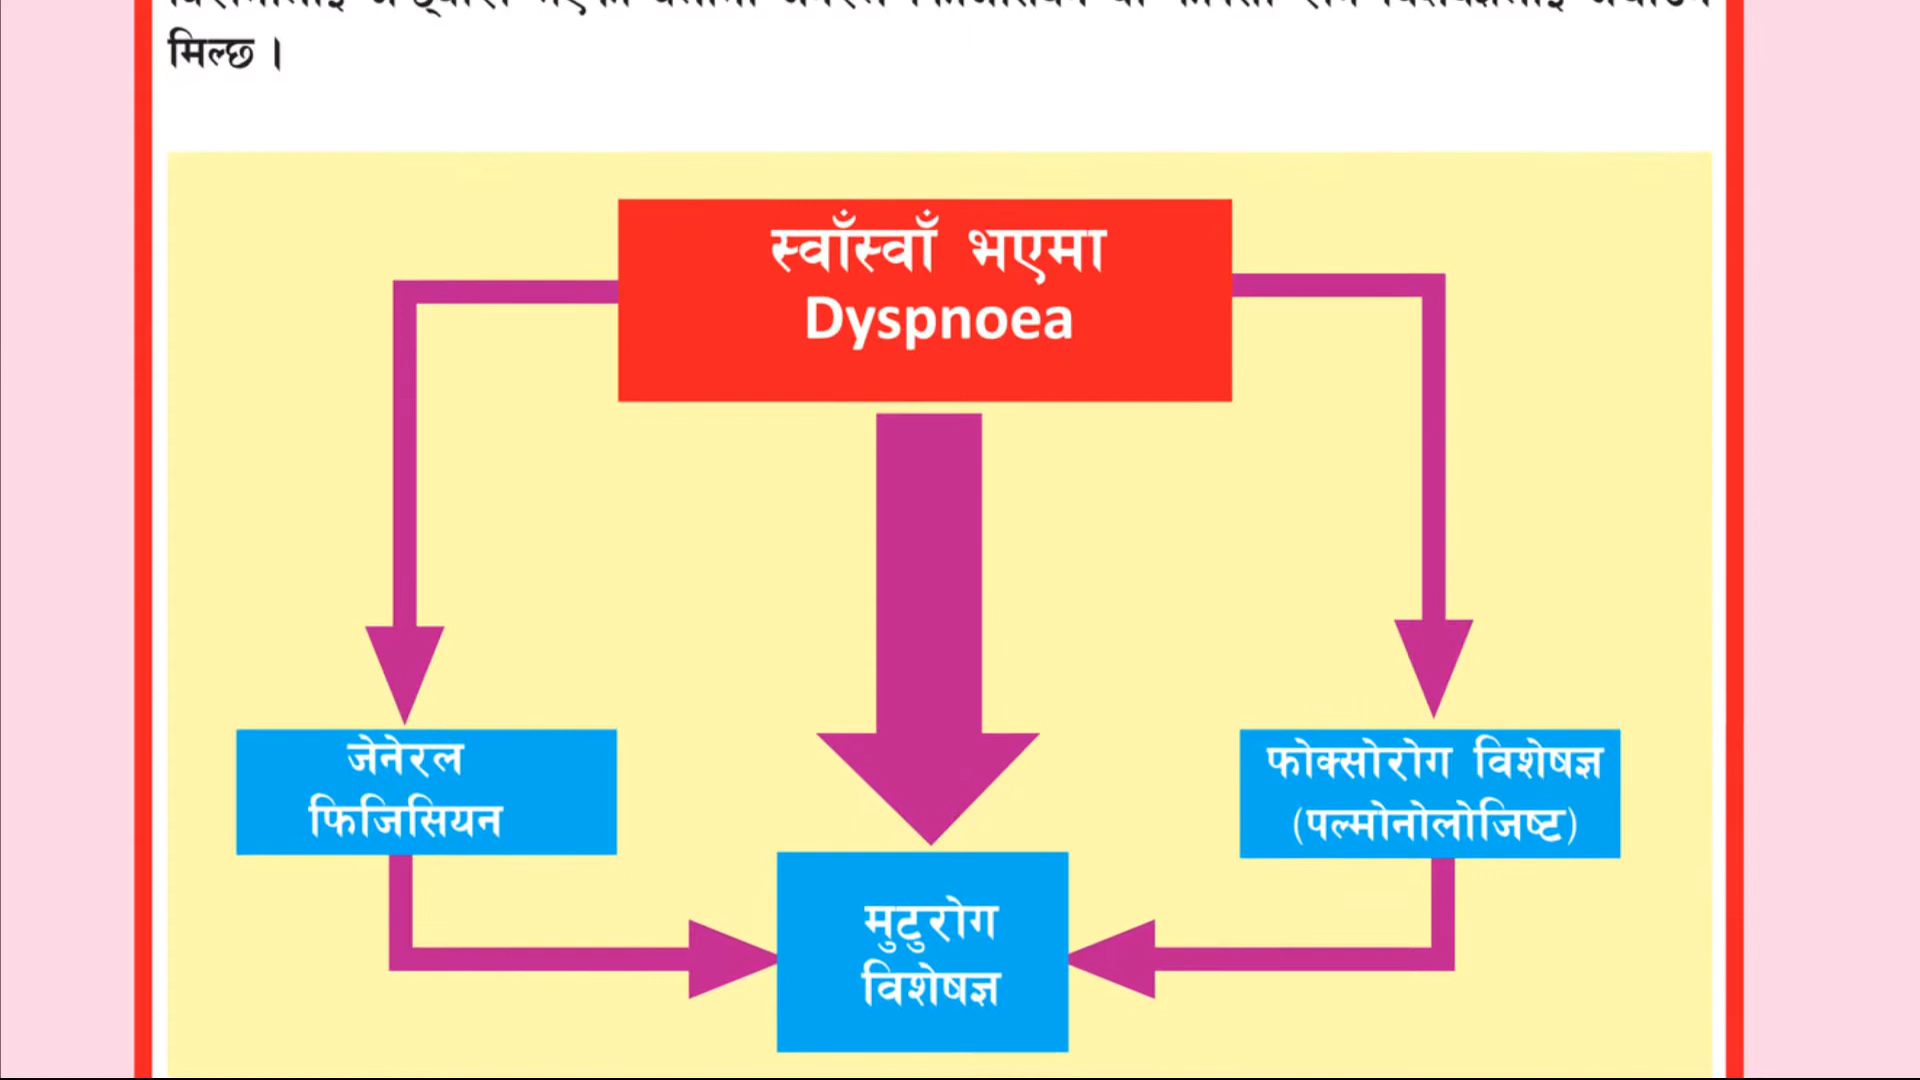 मिल्छ ।
स्वाँस्वाँ भएमा
Dyspnoea
जेनेरल
फिजिसियन
फोक्सोरोग विशेषज्ञ
(पल्मोनोलोजिष्ट)
मुटुरोग
विशेषज्ञ